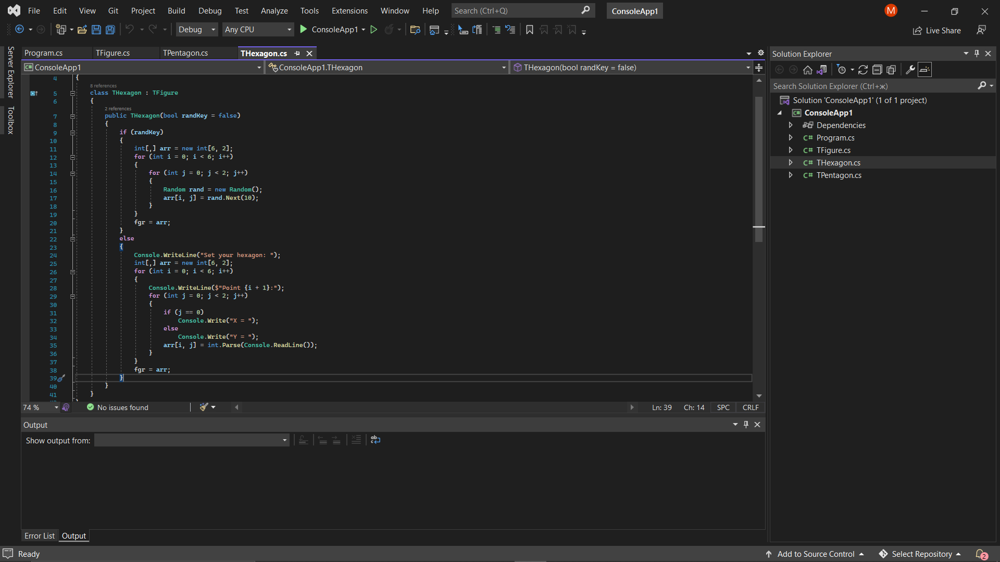 File Edit View Git Project Build Debug Test Analyze Tools Extensions Window Help Search (Ctrl+Q) ConsoleApp1 M
Debug Any CPU ConsoleApp1 Live Share
Server Explorer
Toolbox
Program.cs TFigure.cs TPentagon.cs THexagon.cs
C# ConsoleApp1 ConsoleApp1.THexagon THexagon(bool randKey = false)
4 {
8 references
5 class THexagon : TFigure
6 {
2 references
7 public THexagon(bool randKey = false)
8 {
9 if (randKey)
10 {
11 int[,] arr = new int[6, 2];
12 for (int i = 0; i < 6; i++)
13 {
14 for (int j = 0; j < 2; j++)
15 {
16 Random rand = new Random();
17 arr[i, j] = rand.Next(10);
18 }
19 }
20 fgr = arr;
21 }
22 else
23 {
24 Console.WriteLine("Set your hexagon: ");
25 int[,] arr = new int[6, 2];
26 for (int i = 0; i < 6; i++)
27 {
28 Console.WriteLine($"Point {i + 1}:");
29 for (int j = 0; j < 2; j++)
30 {
31 if (j == 0)
32 Console.Write("X = ");
33 else
34 Console.Write("Y = ");
35 arr[i, j] = int.Parse(Console.ReadLine());
36 }
37 }
38 fgr = arr;
39 }
40 }
41 }
74 % No issues found Ln: 39 Ch: 14 SPC CRLF
Output
Show output from:
Error List Output
Solution Explorer
Search Solution Explorer (Ctrl+ж)
Solution 'ConsoleApp1' (1 of 1 project)
C# ConsoleApp1
Dependencies
C# Program.cs
C# TFigure.cs
C# THexagon.cs
C# TPentagon.cs
Ready Add to Source Control Select Repository 2